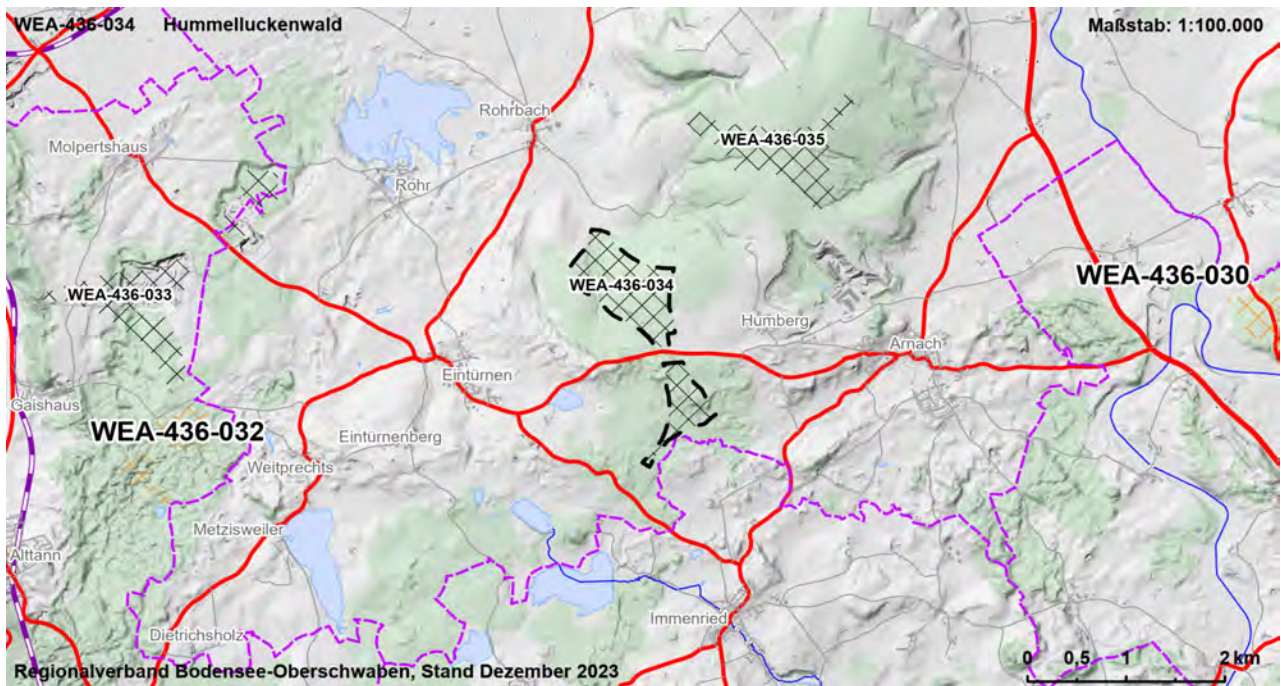 WEA-436-034 Hummelluckenwald
Maßstab: 1:100.000
Rohrbach
Molpertshaus
WEA-436-035
Rohr
WEA-436-033
WEA-436-034
WEA-436-030
Humberg
Arnach
Eintürnen
Gaishaus
WEA-436-032
Eintürnenberg
Weitprechts
Metzisweiler
Alttann
Immenried
Dietrichsholz
0 0,5 1 2 km
Regionalverband Bodensee-Oberschwaben, Stand Dezember 2023